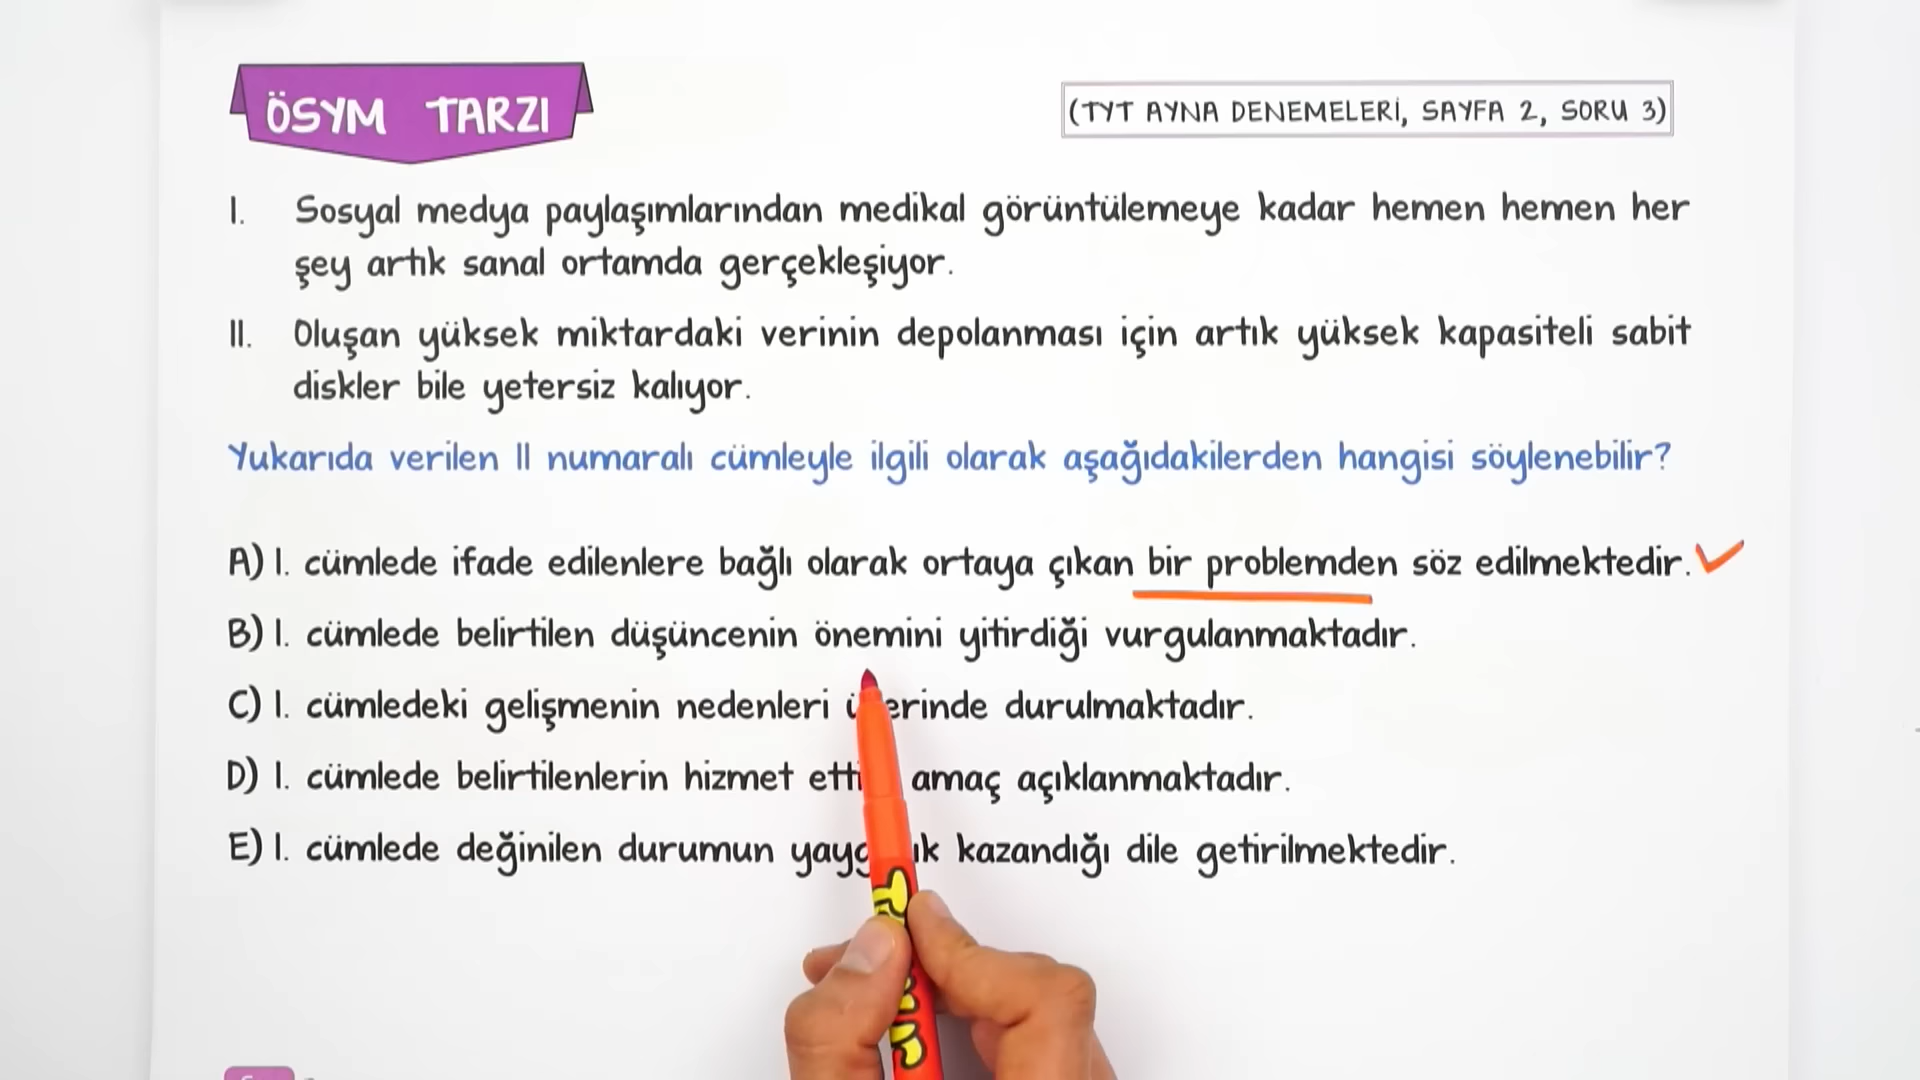 ÖSYM TARZI
(TYT AYNA DENEMELERİ, SAYFA 2, SORU 3)
I. Sosyal medya paylaşımlarından medikal görüntülemeye kadar hemen hemen her
şey artık sanal ortamda gerçekleşiyor.
II. Oluşan yüksek miktardaki verinin depolanması için artık yüksek kapasiteli sabit
diskler bile yetersiz kalıyor.
Yukarıda verilen II numaralı cümleyle ilgili olarak aşağıdakilerden hangisi söylenebilir?
A) I. cümlede ifade edilenlere bağlı olarak ortaya çıkan bir problemden söz edilmektedir.
B) I. cümlede belirtilen düşüncenin önemini yitirdiği vurgulanmaktadır.
C) I. cümledeki gelişmenin nedenleri durulmaktadır.
D) I. cümlede belirtilenlerin hizmet amaç açıklanmaktadır.
E) I. cümlede değinilen durumun kazandığı dile getirilmektedir.